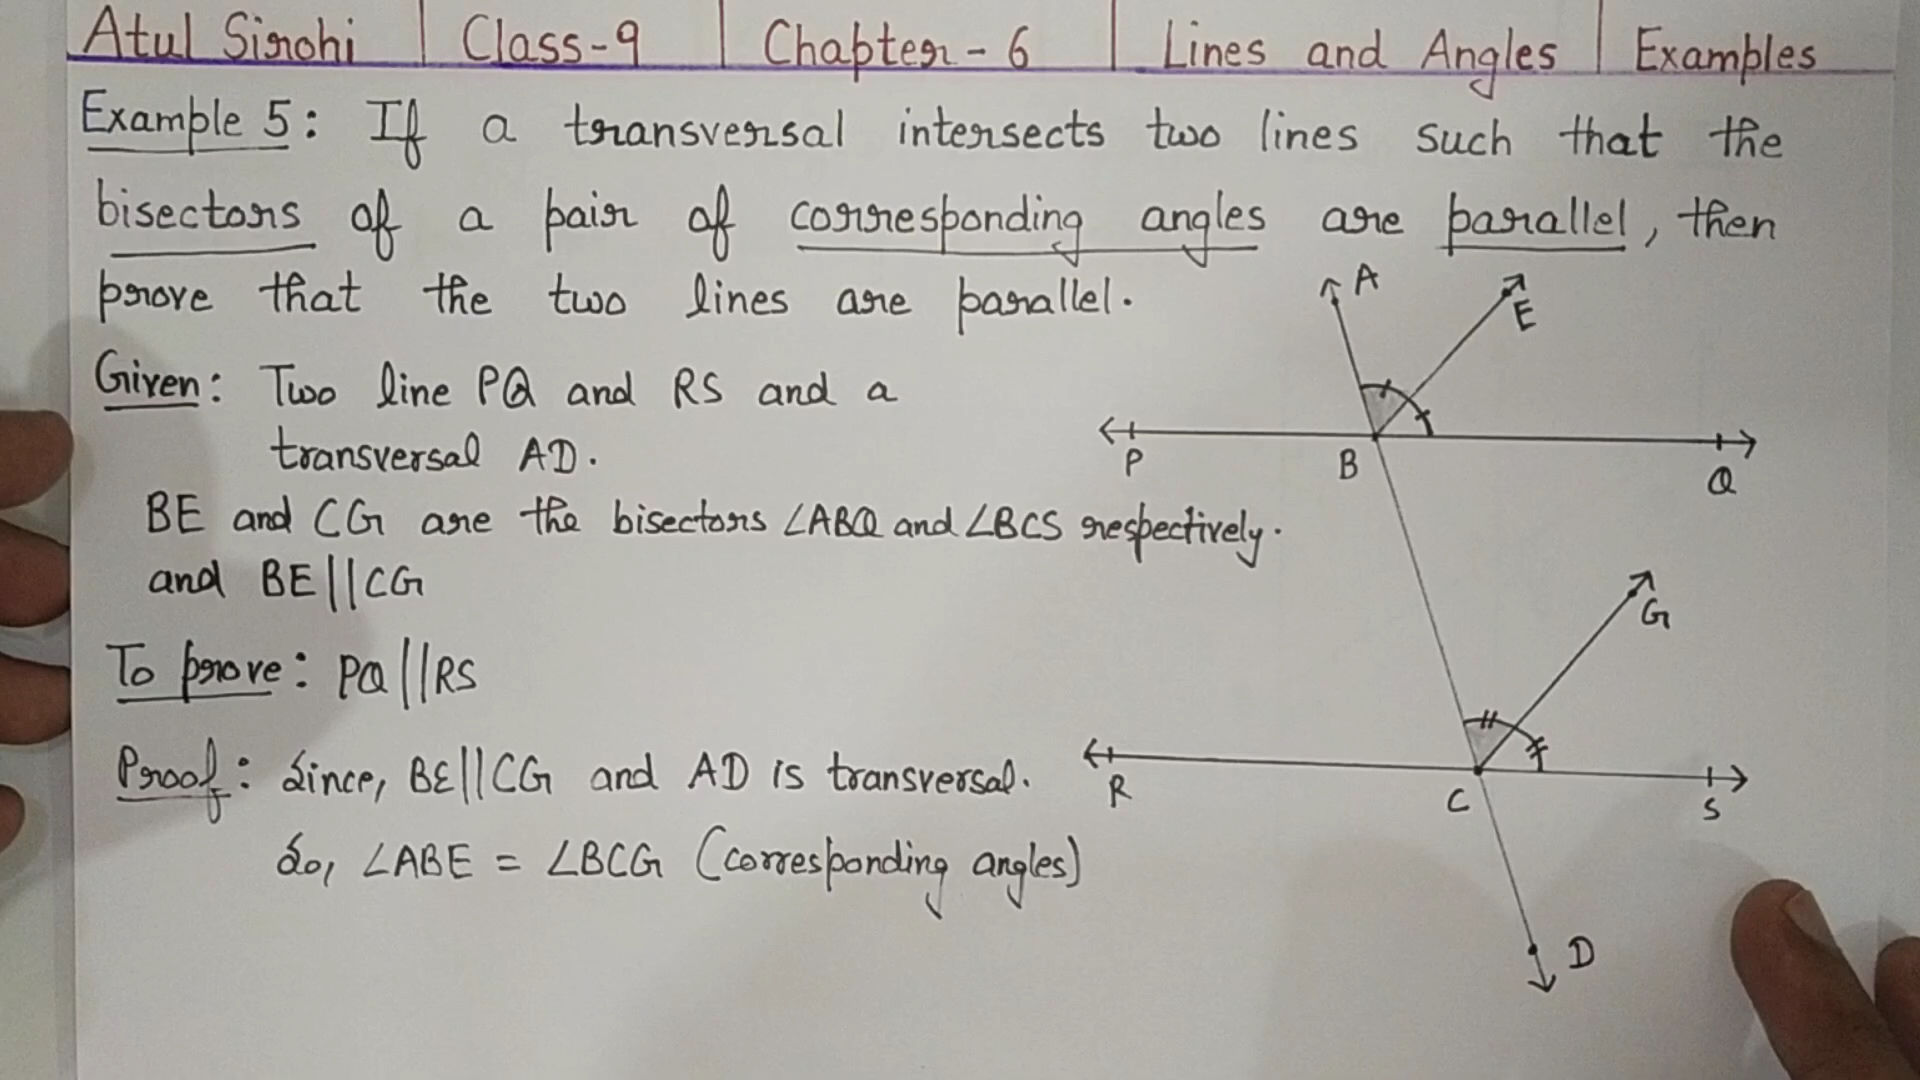 Atul Sirohi | Class-9 | Chapter-6 | Lines and Angles | Examples
Example 5: If a transversal intersects two lines such that the
bisectors of a pair of corresponding angles are parallel, then
prove that the two lines are parallel.
Given: Two line PQ and RS and a
transversal AD.
BE and CG are the bisectors ∠ABQ and ∠BCS respectively.
and BE||CG
To prove: PQ||RS
Proof: Since, BE||CG and AD is transversal.
So, ∠ABE = ∠BCG (corresponding angles)
A
E
P
B
Q
G
R
C
S
D